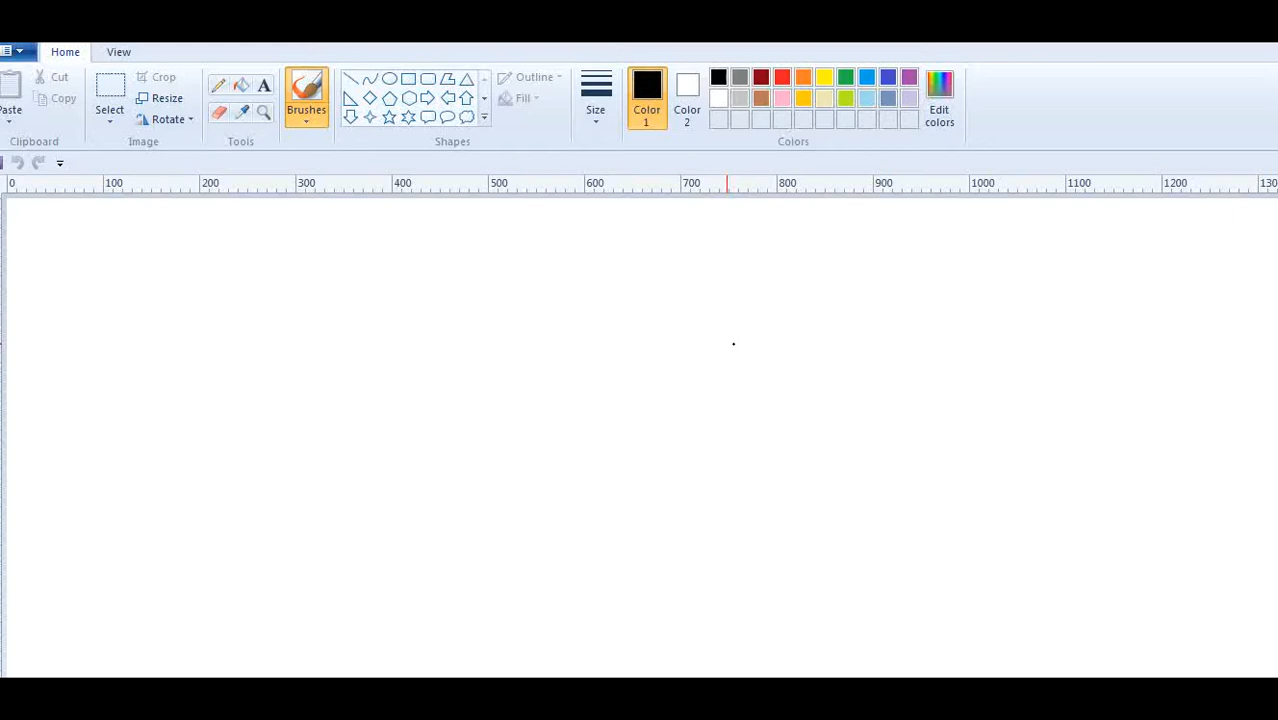 Home View
Cut
Copy
Paste
Clipboard
Select
Crop
Resize
Rotate
Image
A
Tools
Brushes
Outline
Fill
Shapes
Size
Color 1
Color 2
Edit colors
Colors
0 100 200 300 400 500 600 700 800 900 1000 1100 1200 130